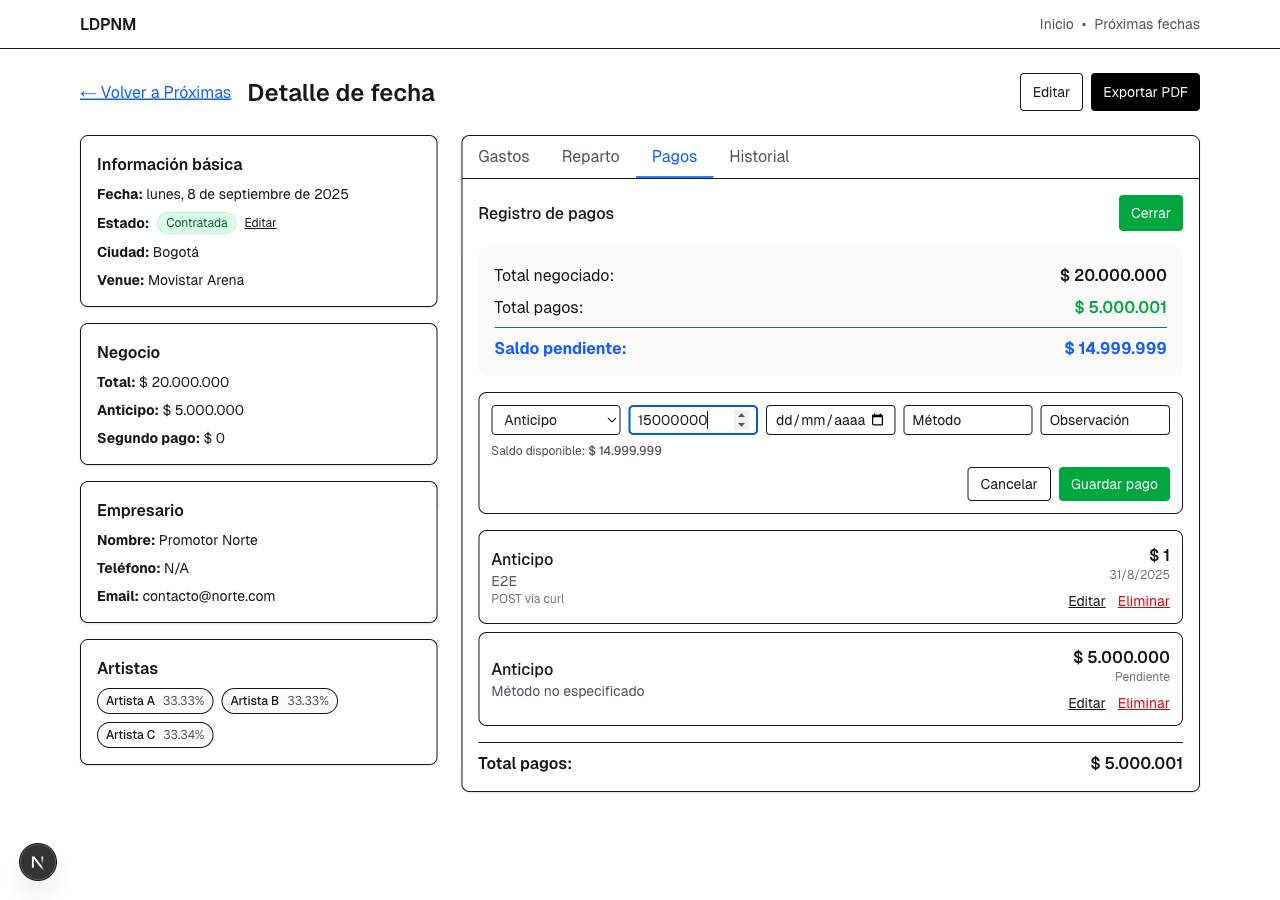 LDPNM
Inicio • Próximas fechas
← Volver a Próximas
Detalle de fecha
Editar
Exportar PDF
Información básica
Fecha: lunes, 8 de septiembre de 2025
Estado: Contratada Editar
Ciudad: Bogotá
Venue: Movistar Arena
Negocio
Total: $ 20.000.000
Anticipo: $ 5.000.000
Segundo pago: $ 0
Empresario
Nombre: Promotor Norte
Teléfono: N/A
Email: contacto@norte.com
Artistas
Artista A 33.33% Artista B 33.33%
Artista C 33.34%
Gastos Reparto Pagos Historial
Registro de pagos
Cerrar
Total negociado: $ 20.000.000
Total pagos: $ 5.000.001
Saldo pendiente: $ 14.999.999
Anticipo 15000000 dd/mm/aaaa Método Observación
Saldo disponible: $ 14.999.999
Cancelar Guardar pago
Anticipo $ 1
E2E 31/8/2025
POST via curl
Editar Eliminar
Anticipo $ 5.000.000
Método no especificado Pendiente
Editar Eliminar
Total pagos: $ 5.000.001
N